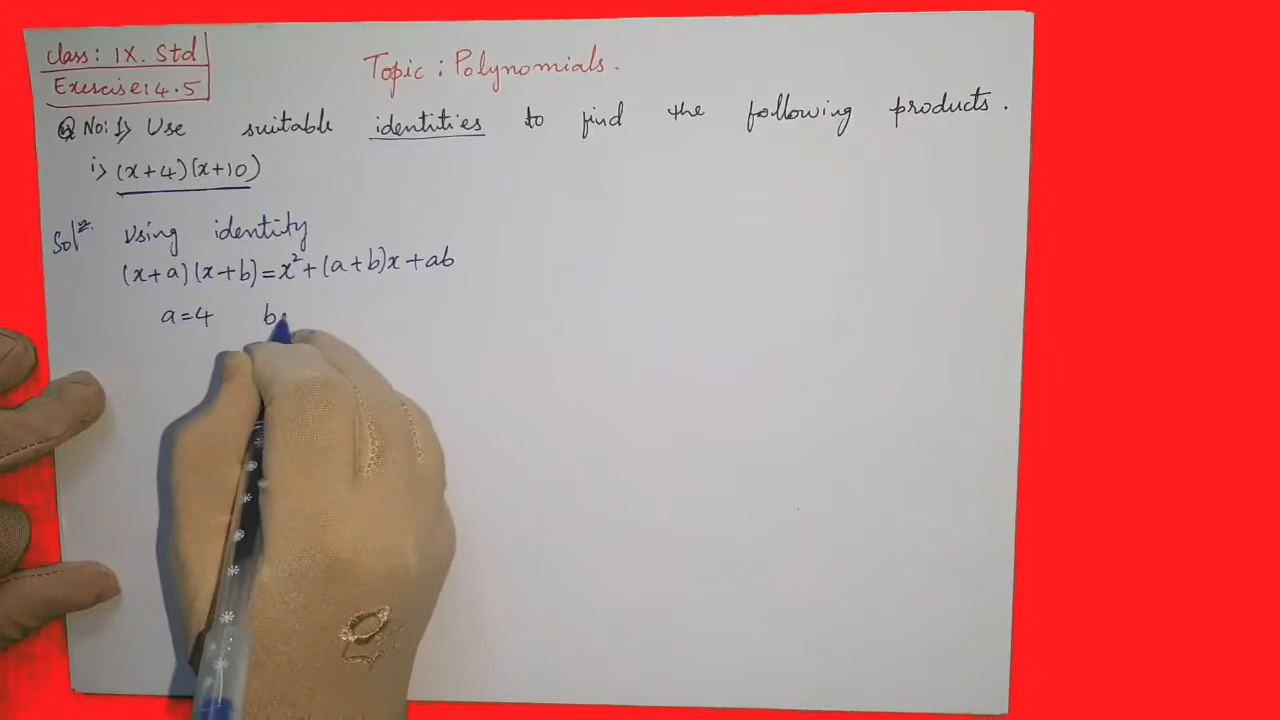 Class: IX. Std
Exercise: 4.5
Topic: Polynomials.
Q No: 1) Use suitable identities to find the following products.
i) (x+4)(x+10)
Solⁿ. Using identity
(x+a)(x+b)=x²+(a+b)x+ab
a=4 b